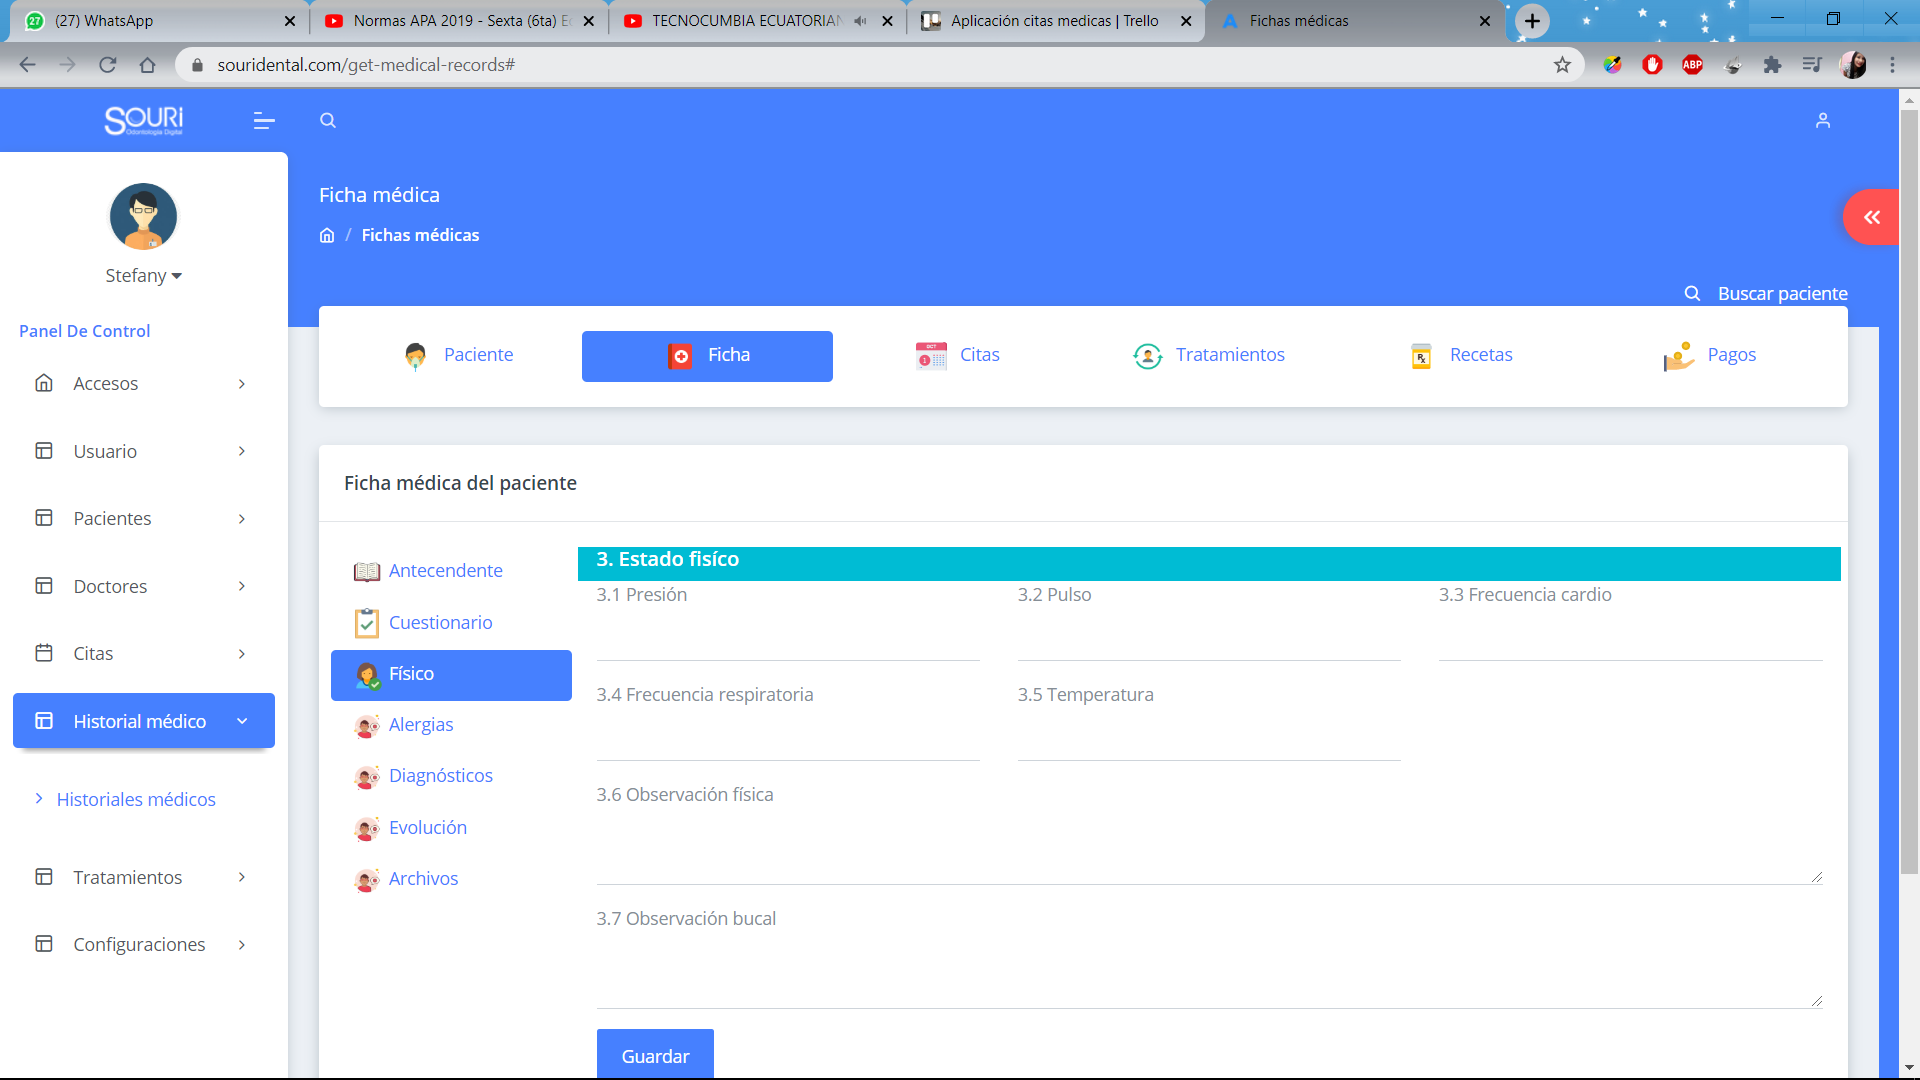 (27) WhatsApp
Normas APA 2019 - Sexta (6ta) E
TECNOCUMBIA ECUATORIAN
Aplicación citas medicas | Trello
Fichas médicas
souridental.com/get-medical-records#
ABP
SOURI
Odontología Digital
Ficha médica
/ Fichas médicas
Stefany
Buscar paciente
Panel De Control
Accesos
Usuario
Pacientes
Doctores
Citas
Historial médico
Historiales médicos
Tratamientos
Configuraciones
Paciente
Ficha
Citas
Tratamientos
Recetas
Pagos
Ficha médica del paciente
Antecendente
Cuestionario
Físico
Alergias
Diagnósticos
Evolución
Archivos
3. Estado fisíco
3.1 Presión
3.2 Pulso
3.3 Frecuencia cardio
3.4 Frecuencia respiratoria
3.5 Temperatura
3.6 Observación física
3.7 Observación bucal
Guardar